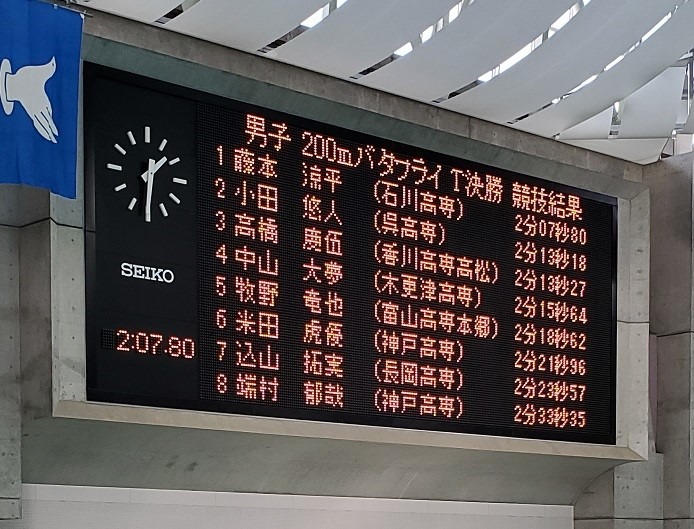 男子 200mバタフライ T決勝 競技結果
1 藤本 涼平 (石川高専) 2分07秒80
2 小田 悠人 (呉高専) 2分13秒18
3 高橋 慶伍 (香川高専高松) 2分13秒27
4 中山 大夢 (木更津高専) 2分15秒64
5 牧野 竜也 (富山高専本郷) 2分18秒62
6 米田 虎優 (神戸高専) 2分21秒96
7 込山 拓実 (長岡高専) 2分23秒57
8 端村 郁哉 (神戸高専) 2分33秒35
SEIKO
2:07.80